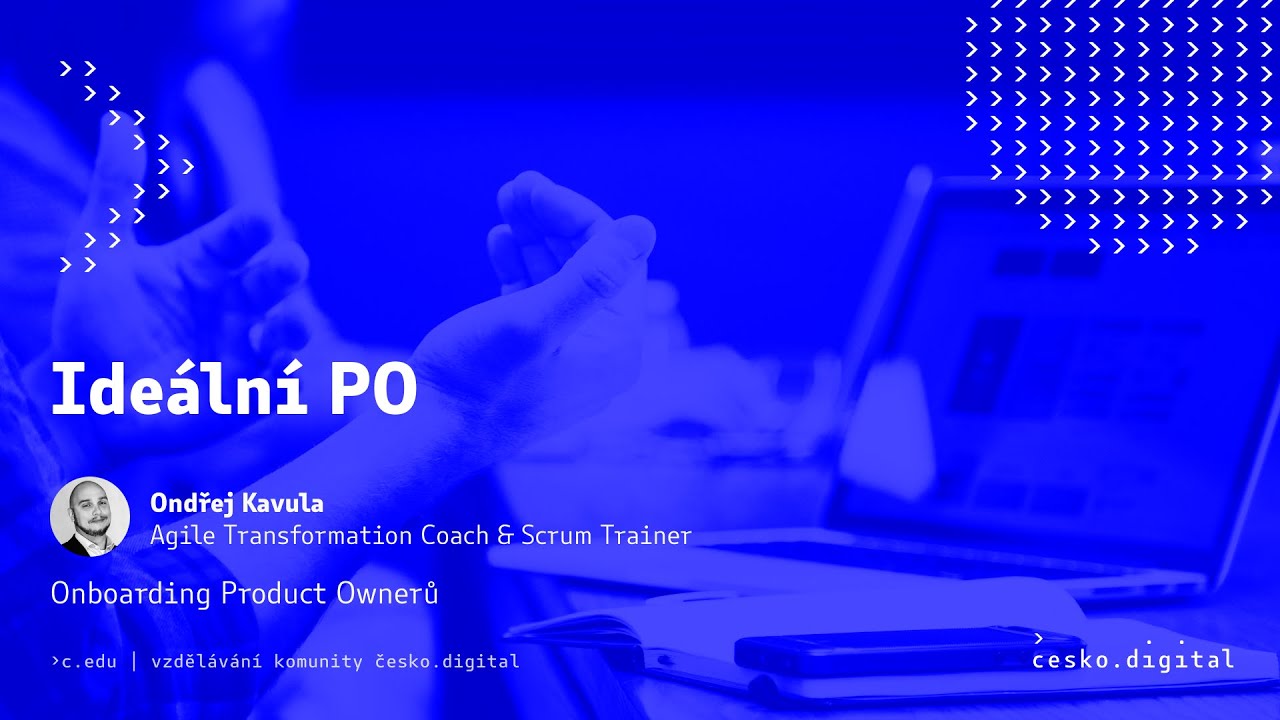 Ideální PO
Ondřej Kavula
Agile Transformation Coach & Scrum Trainer
Onboarding Product Ownerů
>c.edu | vzdělávání komunity česko.digital
>
cesko.digital